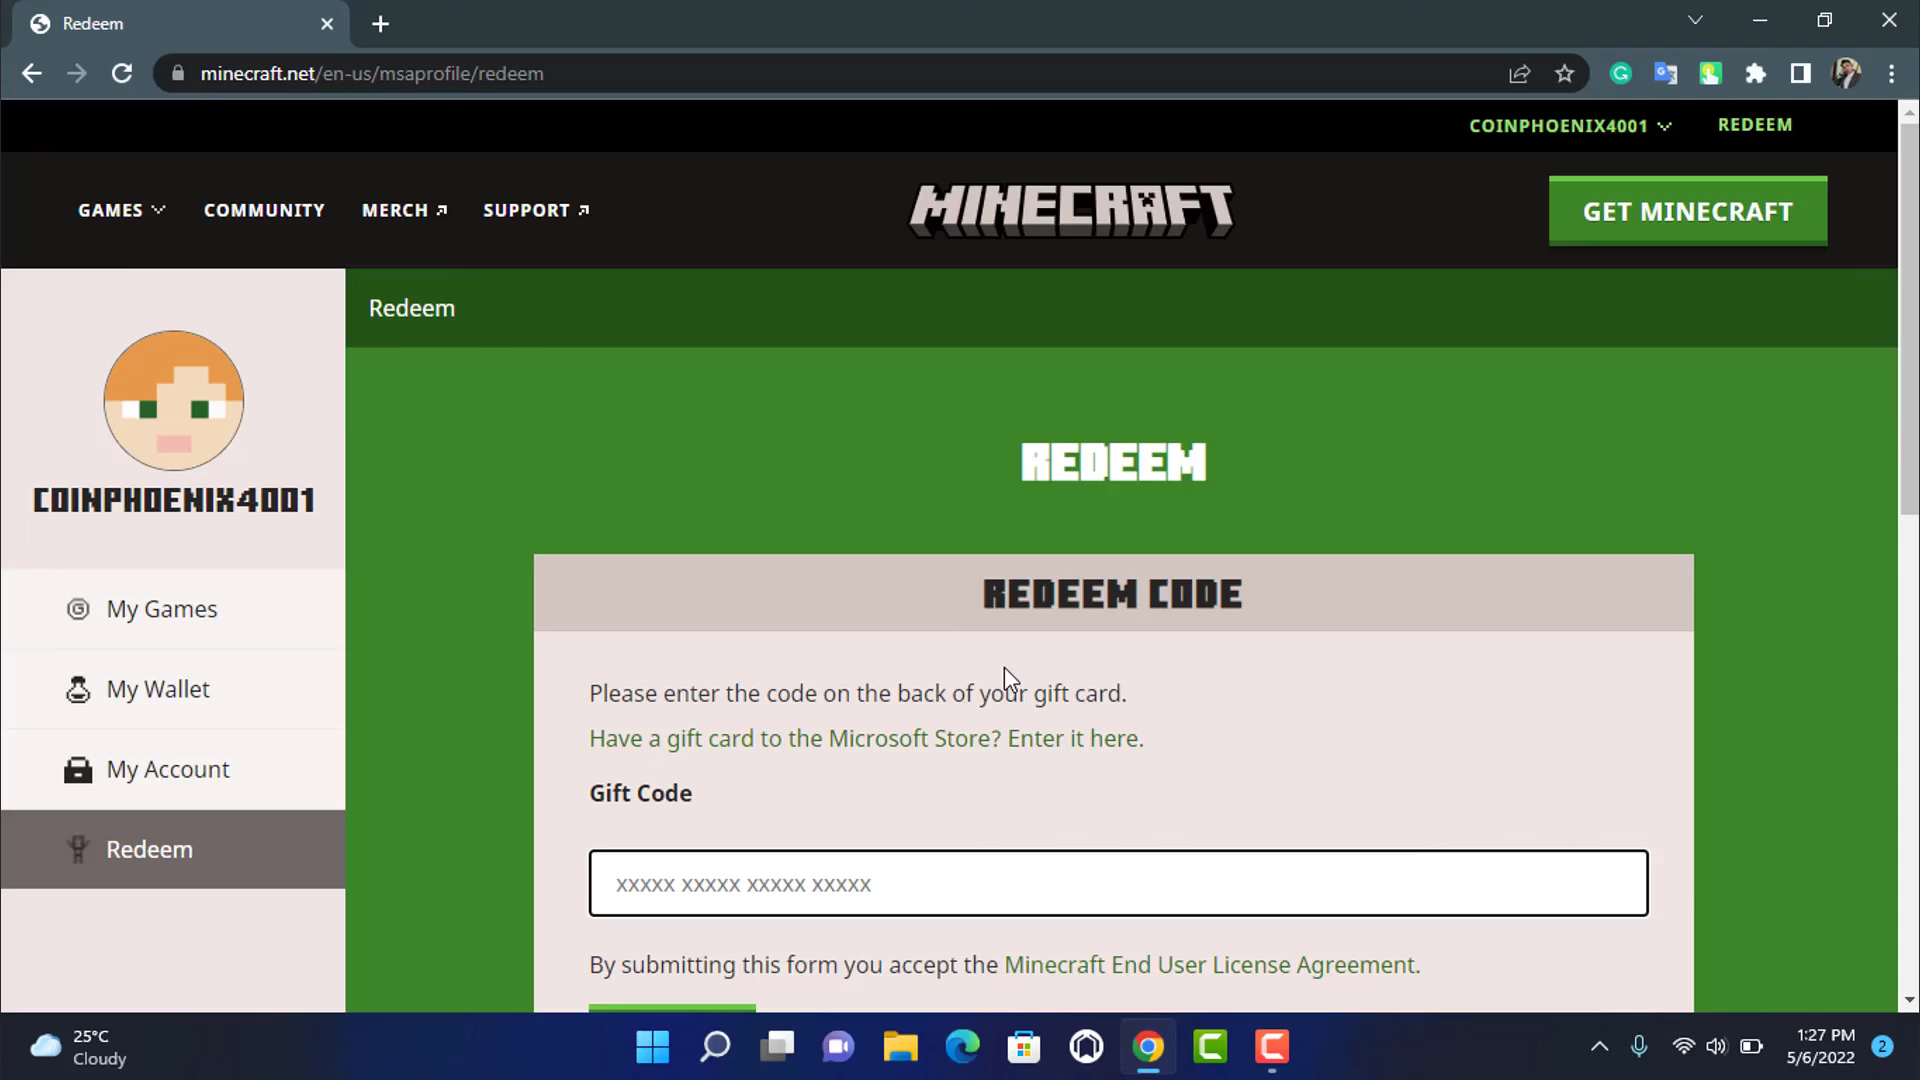 Redeem
minecraft.net/en-us/msaprofile/redeem
COINPHOENIX4001 REDEEM
GAMES COMMUNITY MERCH SUPPORT MINECRAFT GET MINECRAFT
Redeem
COINPHOENIX4001
REDEEM
My Games
My Wallet
My Account
Redeem
REDEEM CODE
Please enter the code on the back of your gift card.
Have a gift card to the Microsoft Store? Enter it here.
Gift Code
xxxxx xxxxx xxxxx xxxxx
By submitting this form you accept the Minecraft End User License Agreement.
25°C
Cloudy
1:27 PM
5/6/2022
2